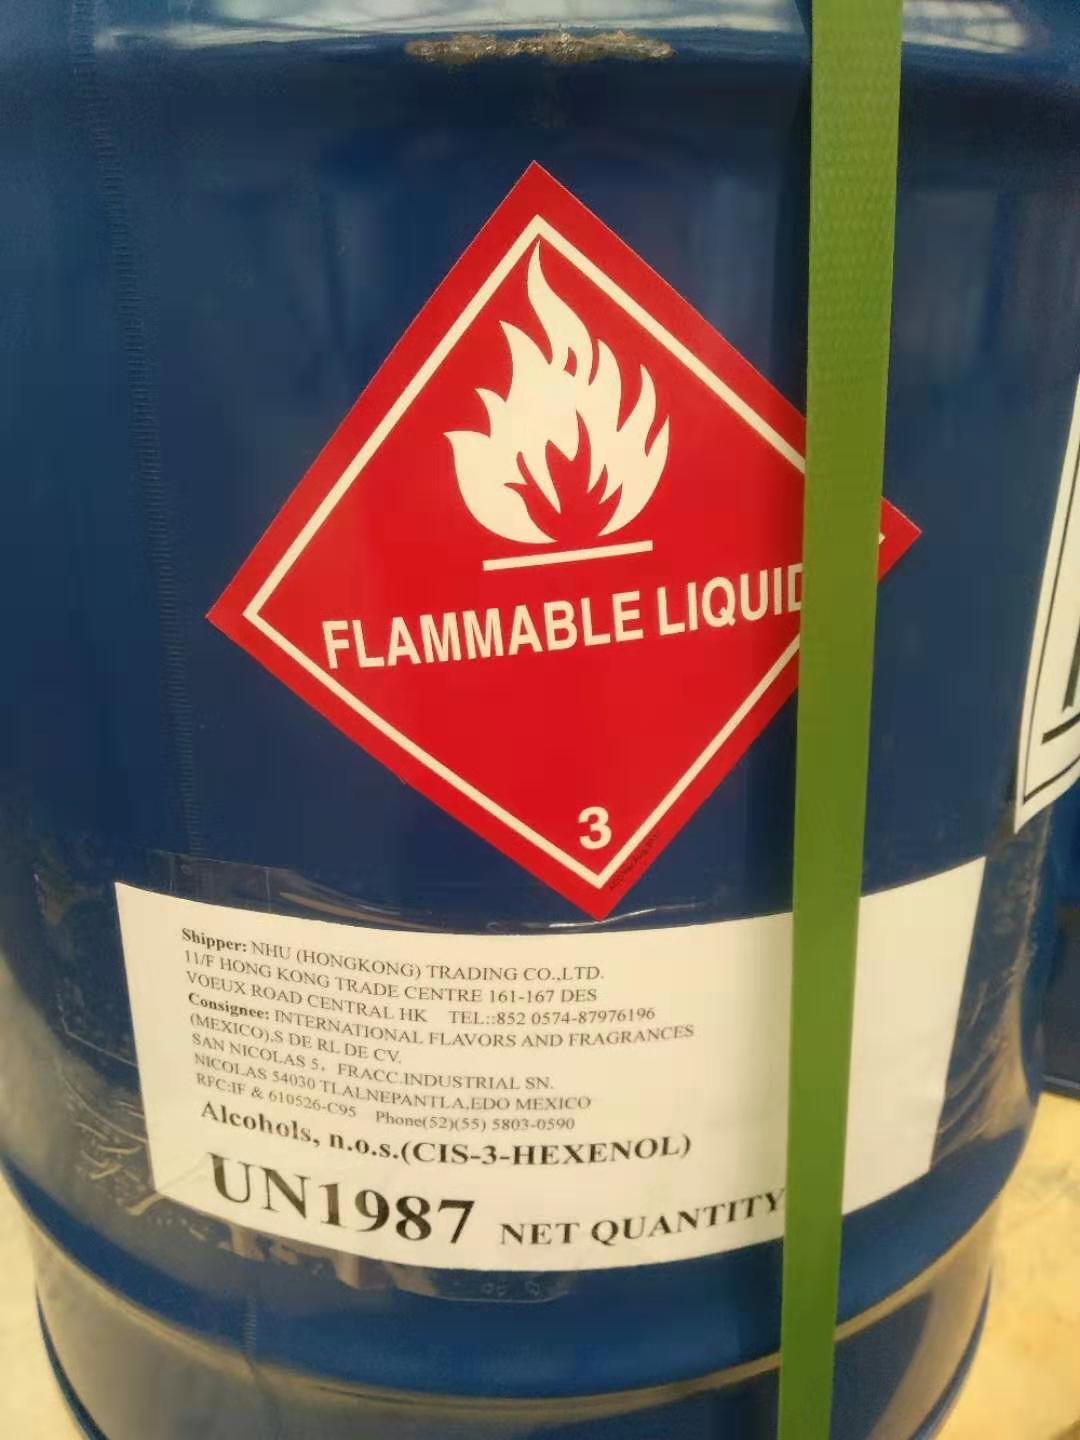 FLAMMABLE LIQUID
3
Shipper: NHU (HONGKONG) TRADING CO.,LTD.
11/F HONG KONG TRADE CENTRE 161-167 DES
VOEUX ROAD CENTRAL HK TEL::852 0574-87976196
Consignee: INTERNATIONAL FLAVORS AND FRAGRANCES
(MEXICO),S DE RL DE CV.
SAN NICOLAS 5, FRACC.INDUSTRIAL SN.
NICOLAS 54030 TLALNEPANTLA,EDO MEXICO
RFC:IF & 610526-C95 Phone(52)(55) 5803-0590
Alcohols, n.o.s.(CIS-3-HEXENOL)
UN1987 NET QUANTITY